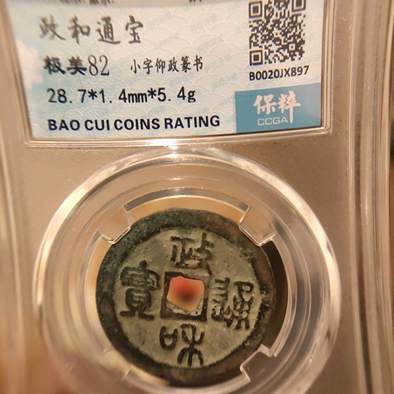 政和通宝
极美82 小字仰政篆书
28.7*1.4mm*5.4g
BAO CUI COINS RATING
B0020JX897
保粹
CCGA
政和通寳